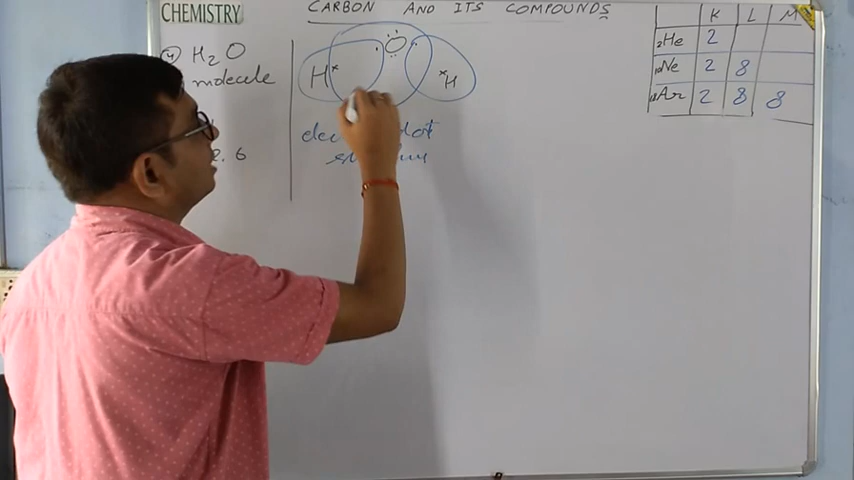 CHEMISTRY
CARBON AND ITS COMPOUNDS
4) H2O
molecule
2. 6
H × O × H
dot
K L M
2He 2
10Ne 2 8
18Ar 2 8 8